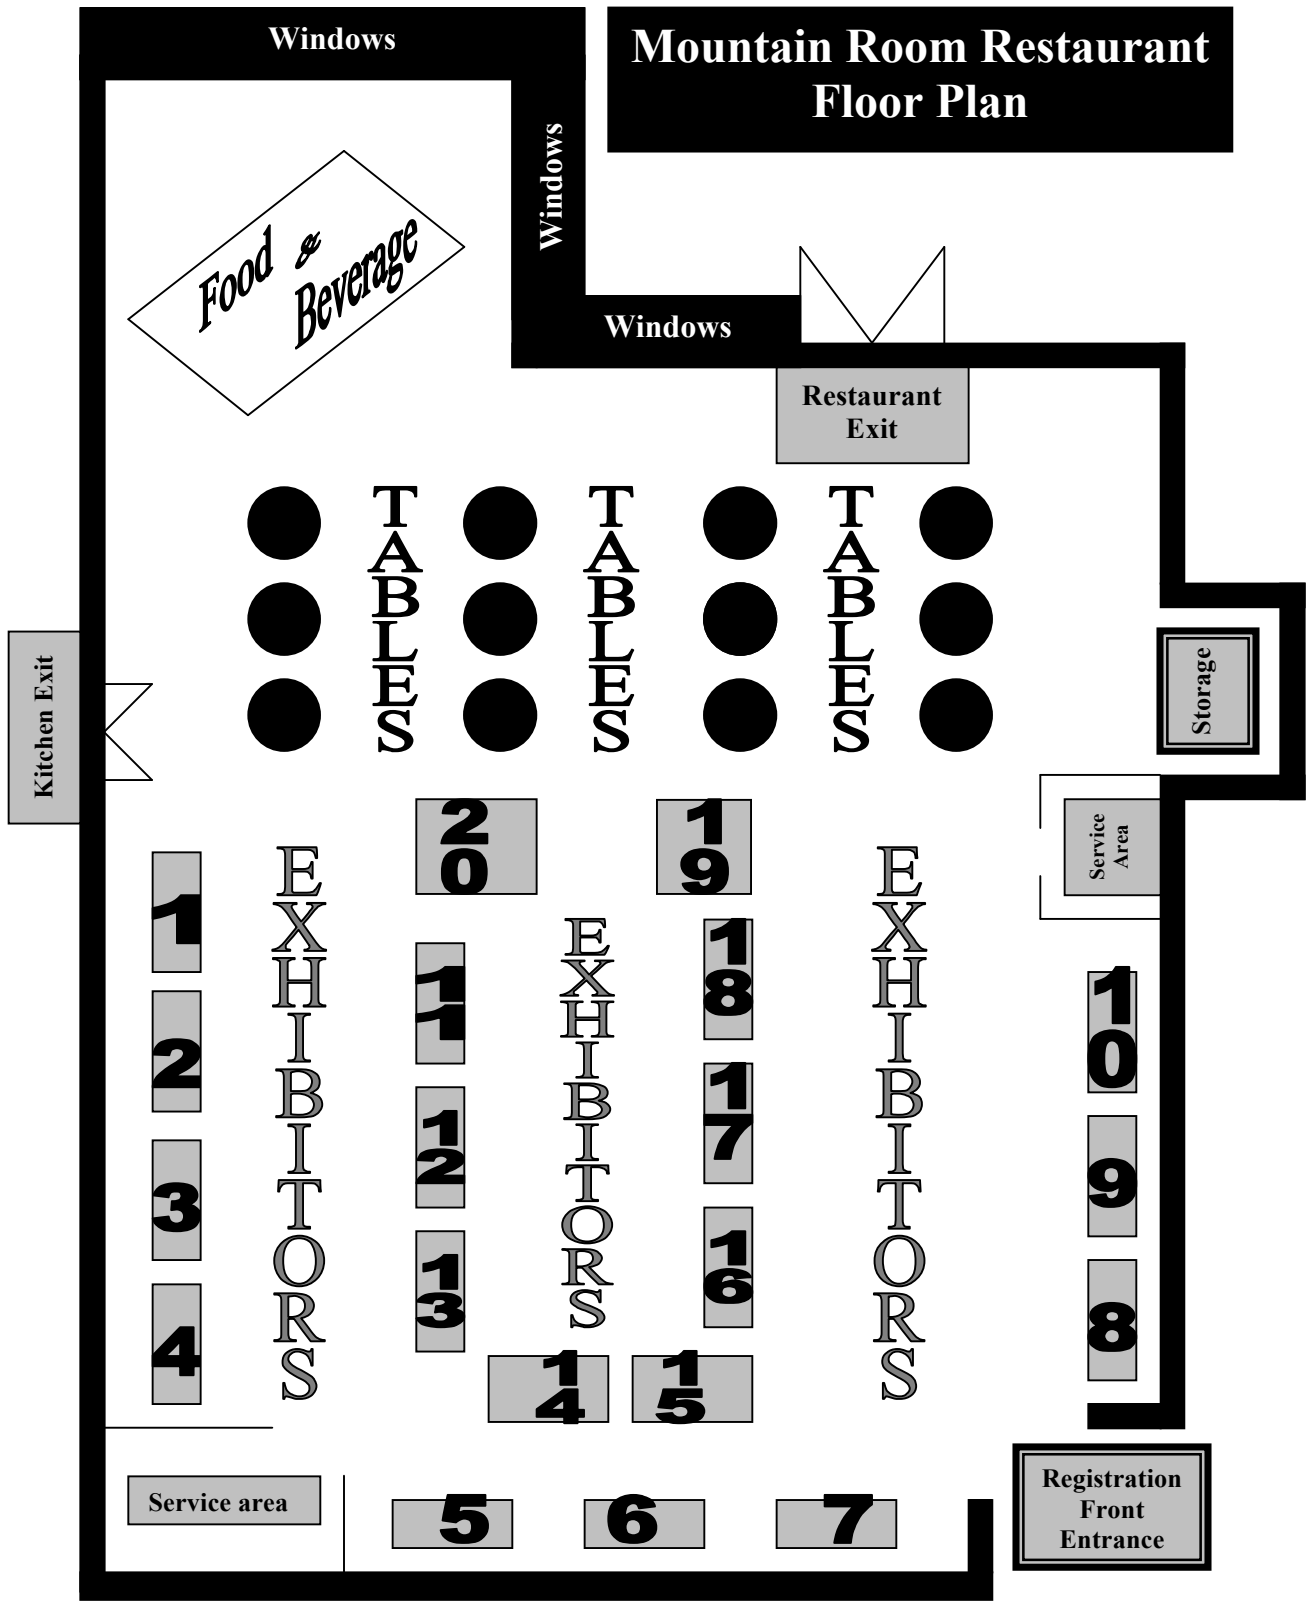 Windows
Mountain Room Restaurant
Floor Plan
Windows
Food &
Beverage
Windows
Restaurant
Exit
TABLES
TABLES
TABLES
Kitchen Exit
Storage
20
19
Service
Area
1
EXHIBITORS
EXHIBITORS
EXHIBITORS
18
11
10
2
17
12
9
3
16
13
8
4
14
15
Registration
Front
Entrance
Service area
5
6
7